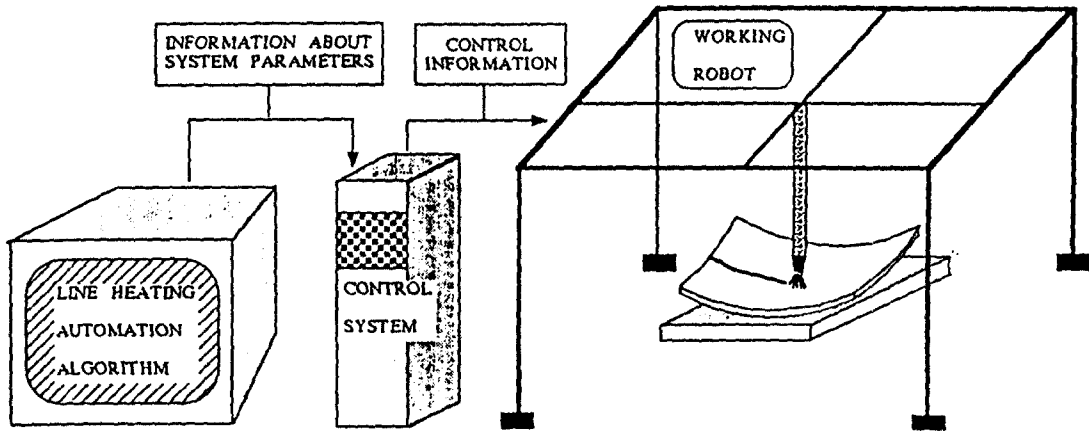 INFORMATION ABOUT
SYSTEM PARAMETERS
CONTROL
INFORMATION
WORKING
ROBOT
LINE HEATING
AUTOMATION
ALGORITHM
CONTROL
SYSTEM